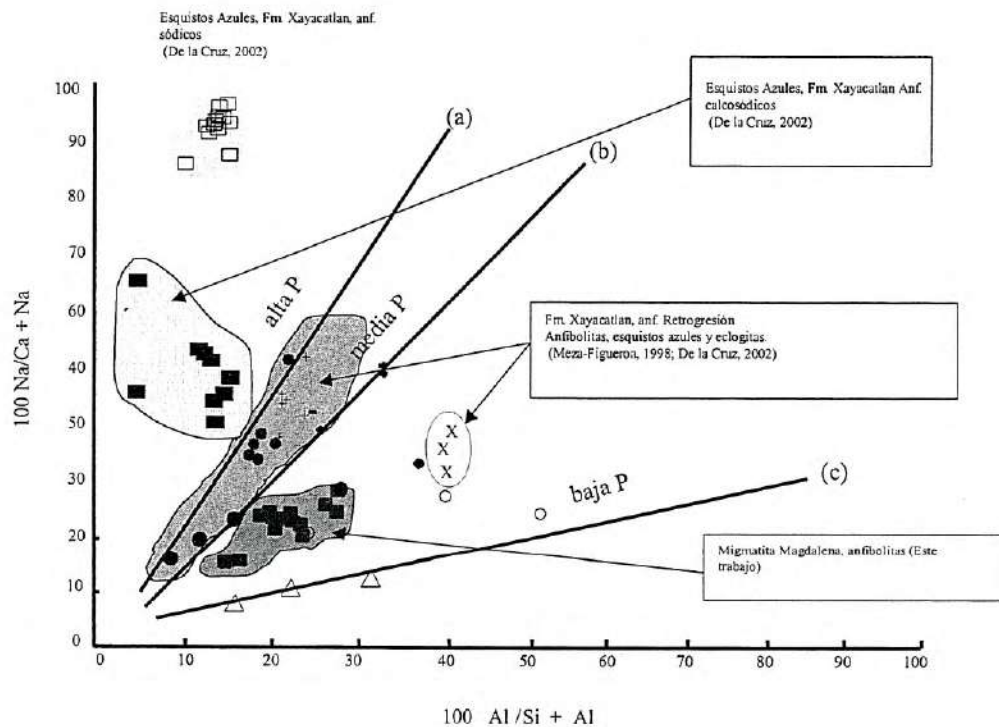 Esquistos Azules, Fm. Xayacatlan, anf.
sódicos
(De la Cruz, 2002)
Esquistos Azules, Fm. Xayacatlan Anf.
calcosódicos
(De la Cruz, 2002)
(a)
(b)
alta P
media P
Fm. Xayacatlan, anf. Retrogresión
Anfibolitas, esquistos azules y eclogitas.
(Meza-Figueroa, 1998; De la Cruz, 2002)
X
X
X
baja P
(c)
Migmatita Magdalena, anfibolitas (Este
trabajo)
100 Na/Ca + Na
100
90
80
70
60
40
50
30
20
10
0
0 10 20 30 40 50 60 70 80 90 100
100 Al /Si + Al